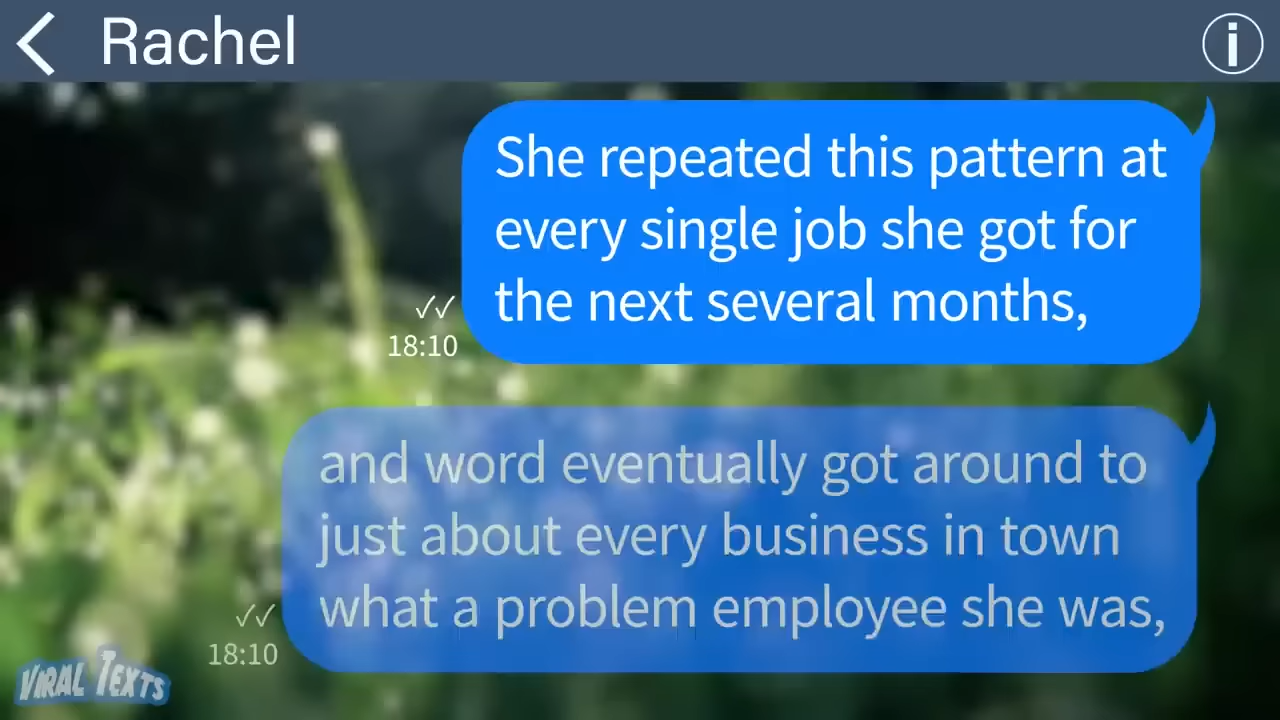 Rachel
She repeated this pattern at
every single job she got for
the next several months,
18:10
and word eventually got around to
just about every business in town
what a problem employee she was,
18:10
VIRAL TEXTS